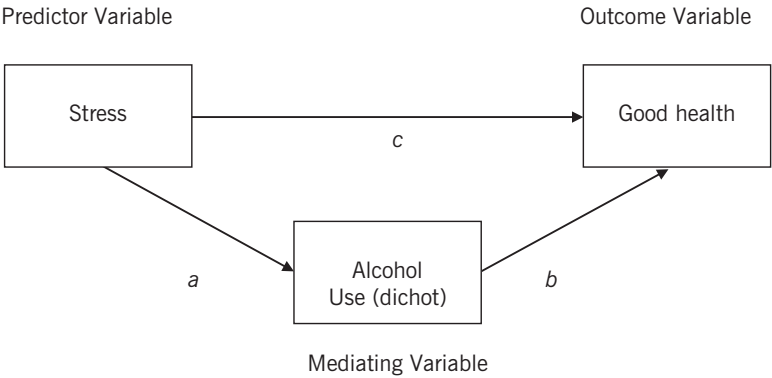 Predictor Variable
Outcome Variable
Stress
Good health
c
a
Alcohol
Use (dichot)
b
Mediating Variable